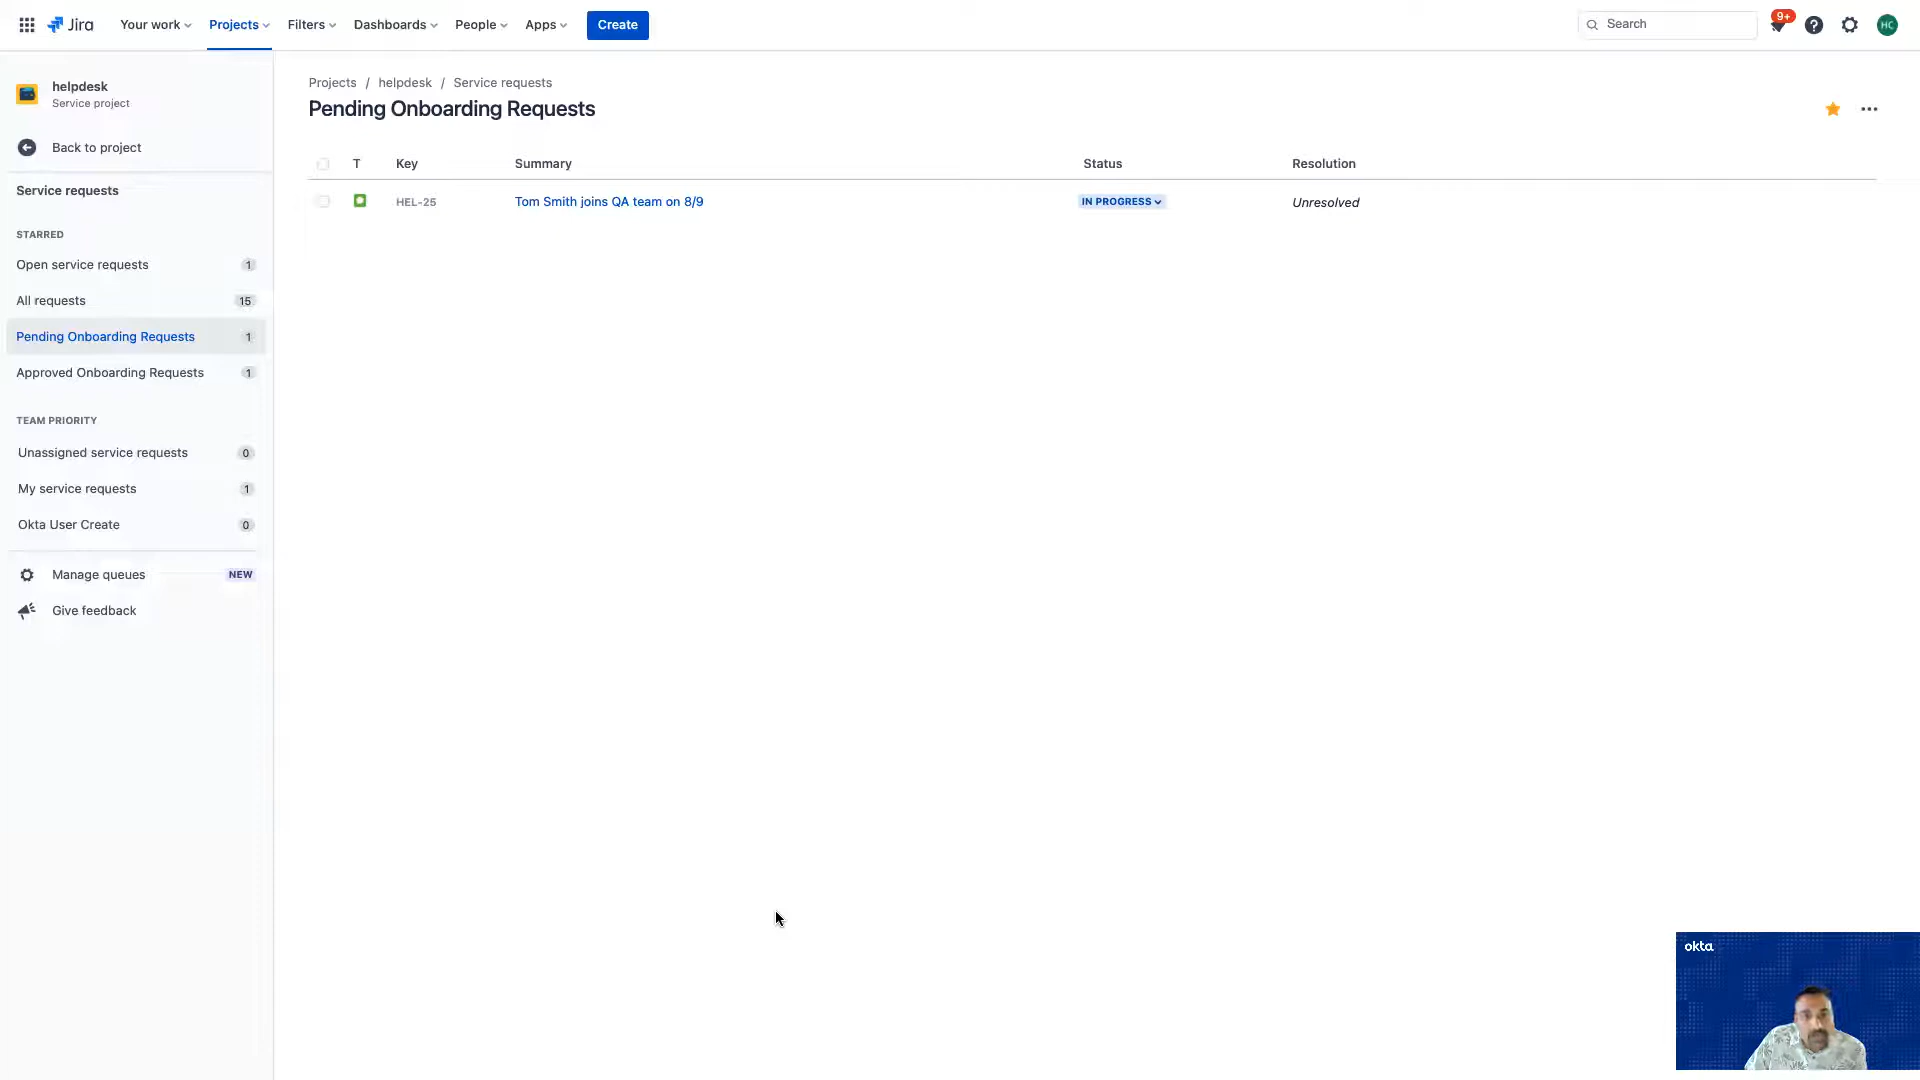 Jira
Your work
Projects
Filters
Dashboards
People
Apps
Create
Search
9+
HC
helpdesk
Service project
Back to project
Service requests
STARRED
Open service requests 1
All requests 15
Pending Onboarding Requests 1
Approved Onboarding Requests 1
TEAM PRIORITY
Unassigned service requests 0
My service requests 1
Okta User Create 0
Manage queues NEW
Give feedback
Projects / helpdesk / Service requests
Pending Onboarding Requests
T Key Summary Status Resolution
HEL-25 Tom Smith joins QA team on 8/9 IN PROGRESS Unresolved
okta